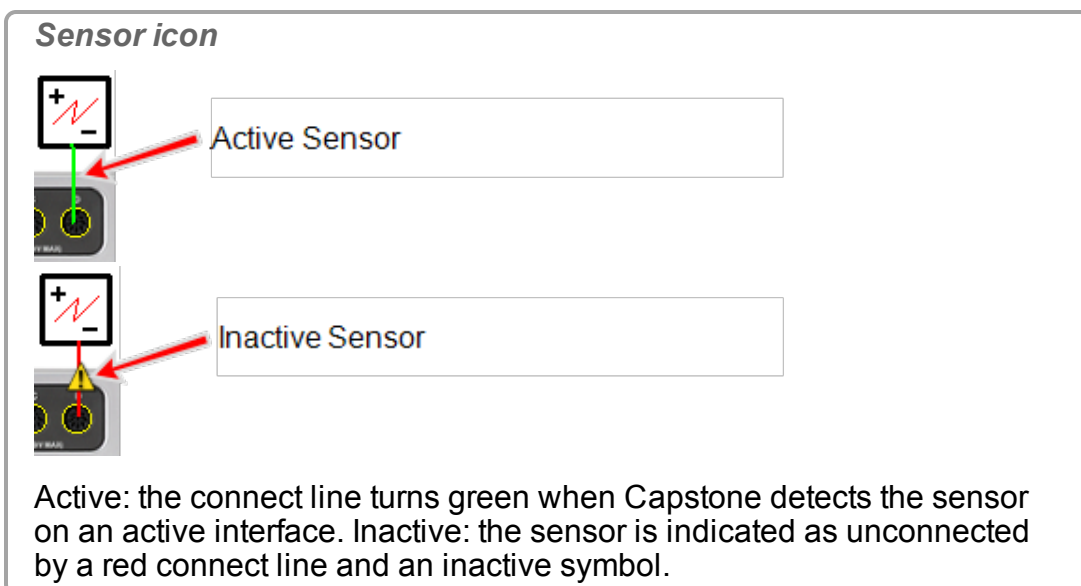 Sensor icon
Active Sensor
Inactive Sensor
Active: the connect line turns green when Capstone detects the sensor
on an active interface. Inactive: the sensor is indicated as unconnected
by a red connect line and an inactive symbol.